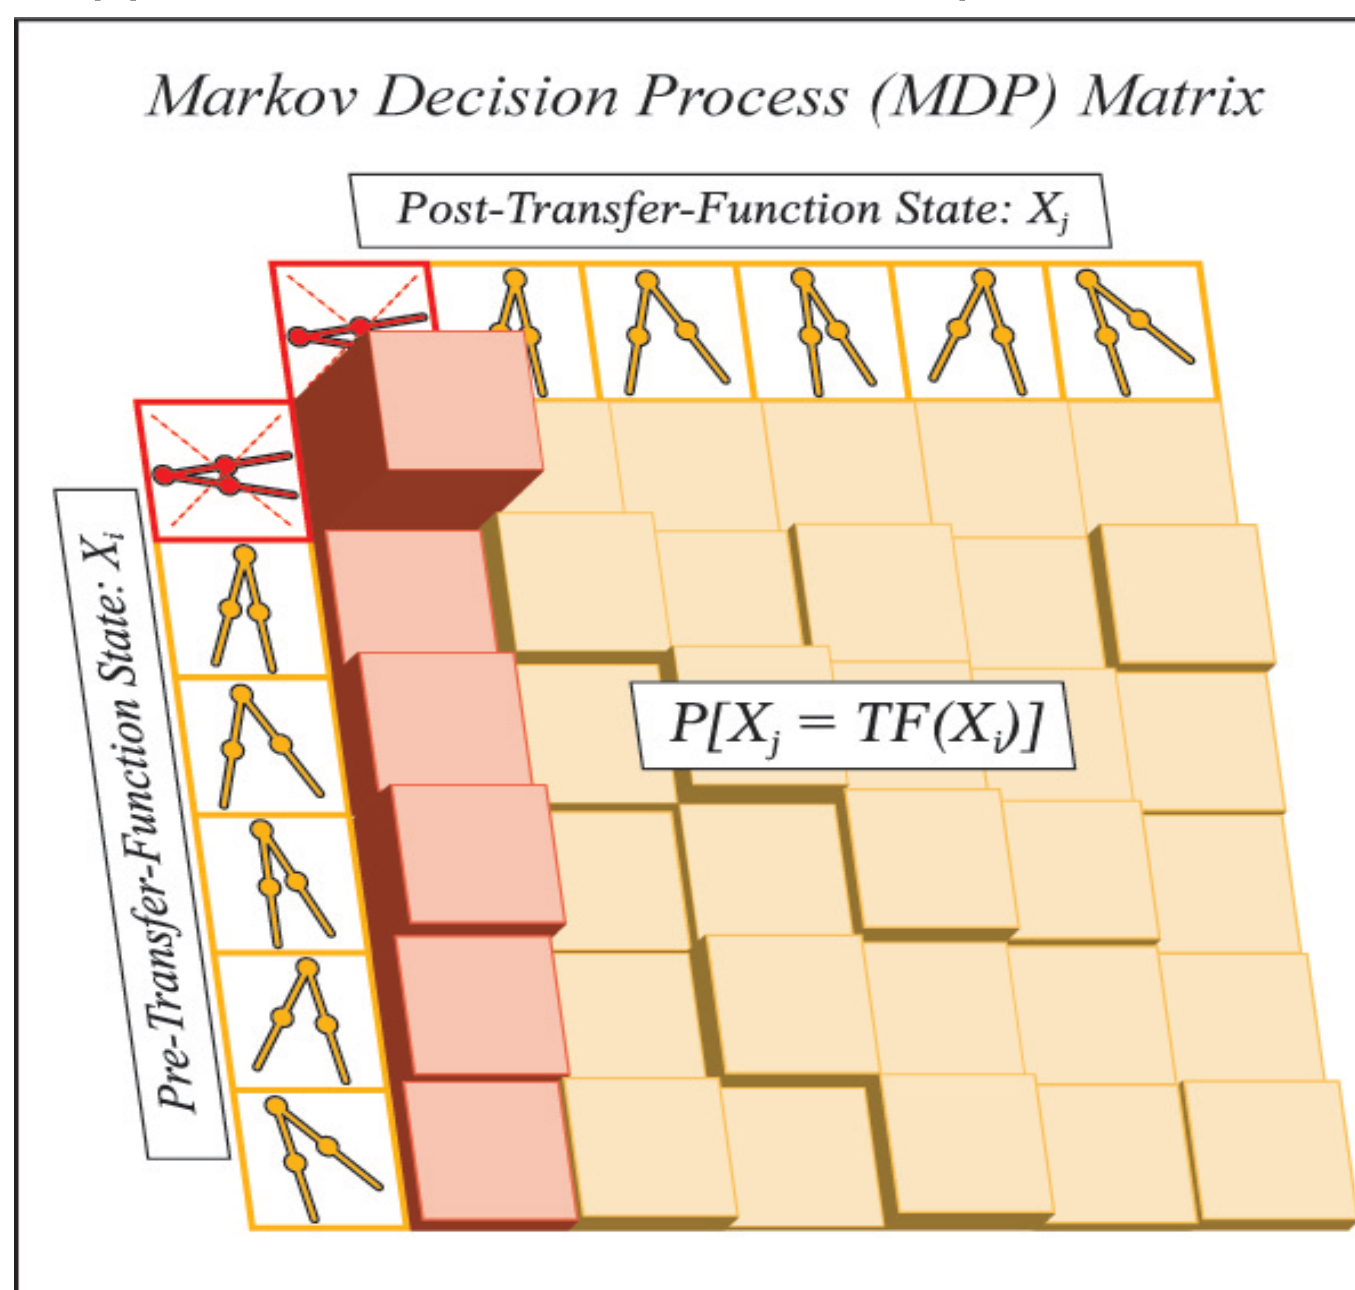 Markov Decision Process (MDP) Matrix
Post-Transfer-Function State: Xj
Pre-Transfer-Function State: Xi
P[Xj = TF(Xi)]